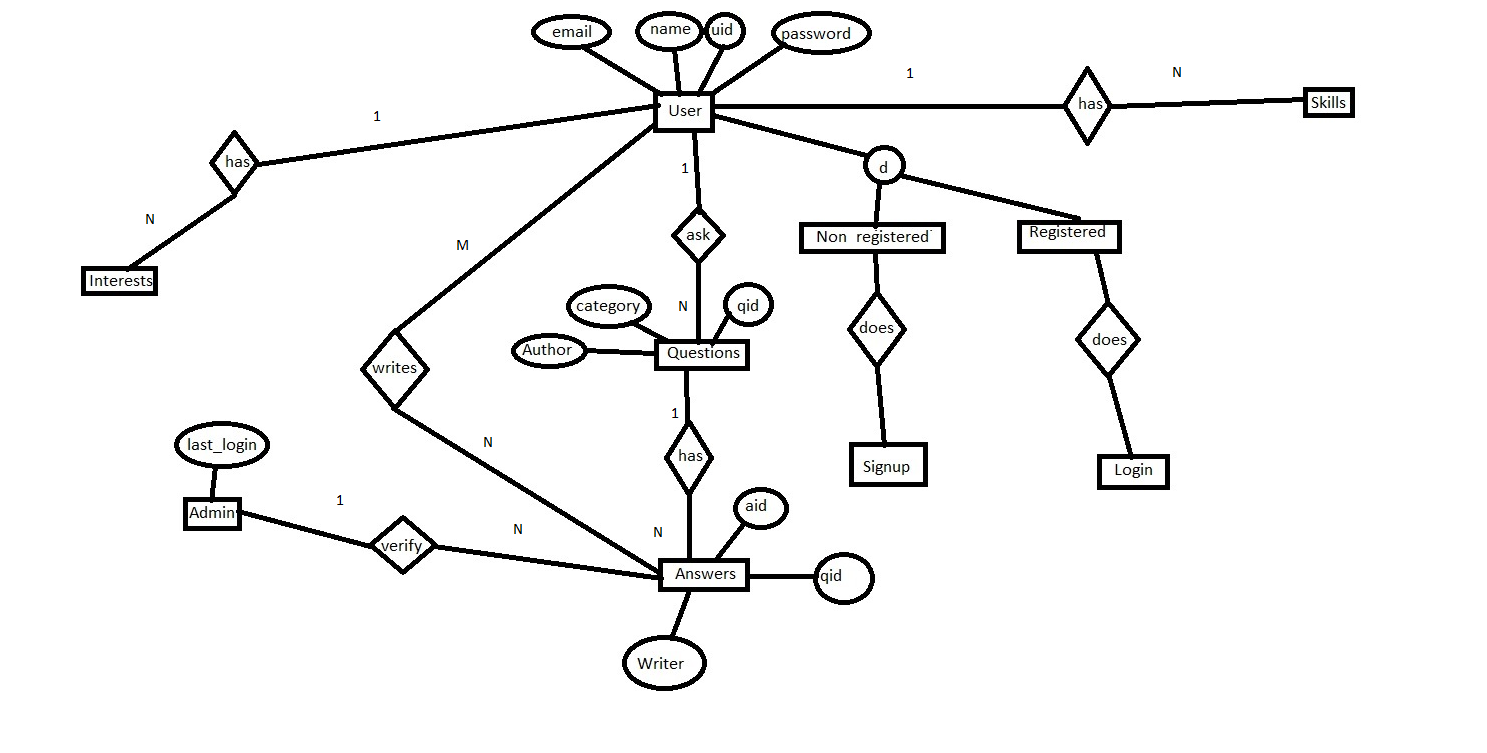 email
name
uid
password
1
N
has
Skills
User
1
has
N
Interests
1
d
M
ask
Non registered
Registered
category
N
qid
Author
Questions
does
does
writes
1
last_login
N
has
Signup
Login
Admin
1
verify
N
N
aid
Answers
qid
Writer